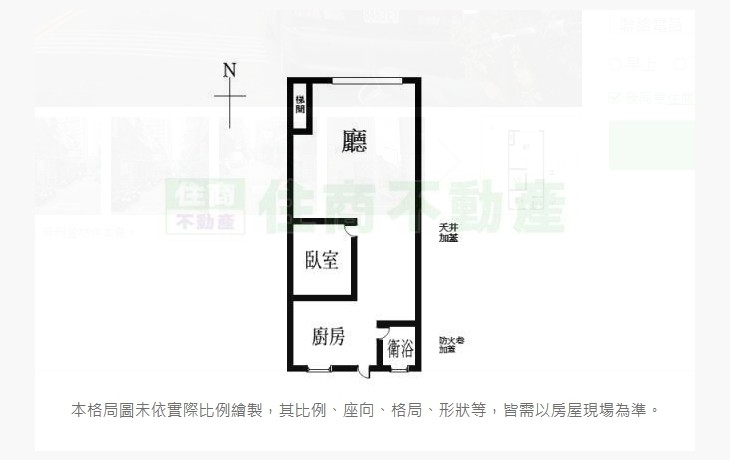 N
梯間
廳
住商
不動產
住商不動產
天井
加蓋
臥室
廚房
衛浴
防火巷
加蓋
本格局圖未依實際比例繪製，其比例、座向、格局、形狀等，皆需以房屋現場為準。